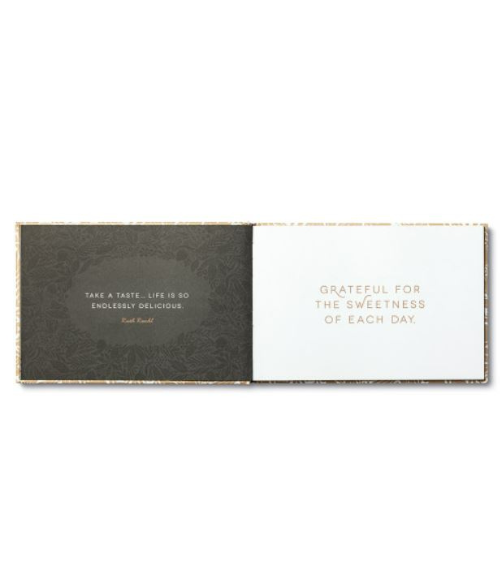 TAKE A TASTE... LIFE IS SO
ENDLESSLY DELICIOUS.
GRATEFUL FOR
THE SWEETNESS
OF EACH DAY.